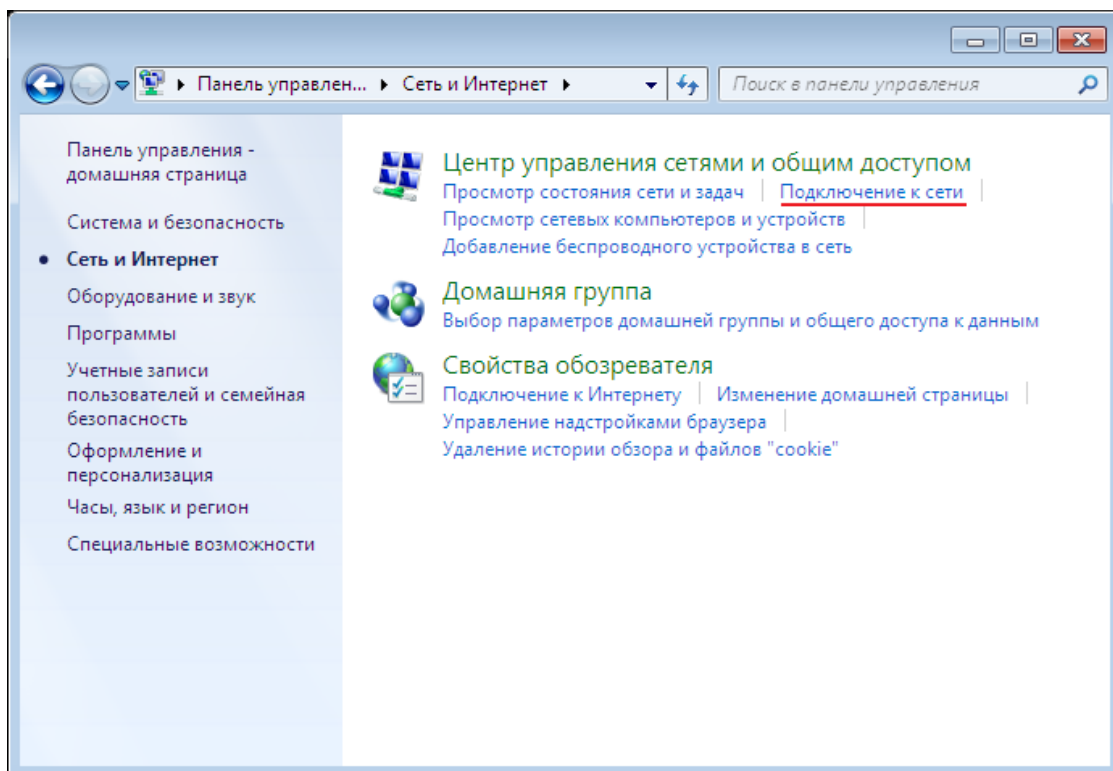 Панель управлен... Сеть и Интернет Поиск в панели управления
Панель управления -
домашняя страница
Система и безопасность
Сеть и Интернет
Оборудование и звук
Программы
Учетные записи
пользователей и семейная
безопасность
Оформление и
персонализация
Часы, язык и регион
Специальные возможности
Центр управления сетями и общим доступом
Просмотр состояния сети и задач Подключение к сети
Просмотр сетевых компьютеров и устройств
Добавление беспроводного устройства в сеть
Домашняя группа
Выбор параметров домашней группы и общего доступа к данным
Свойства обозревателя
Подключение к Интернету Изменение домашней страницы
Управление надстройками браузера
Удаление истории обзора и файлов "cookie"